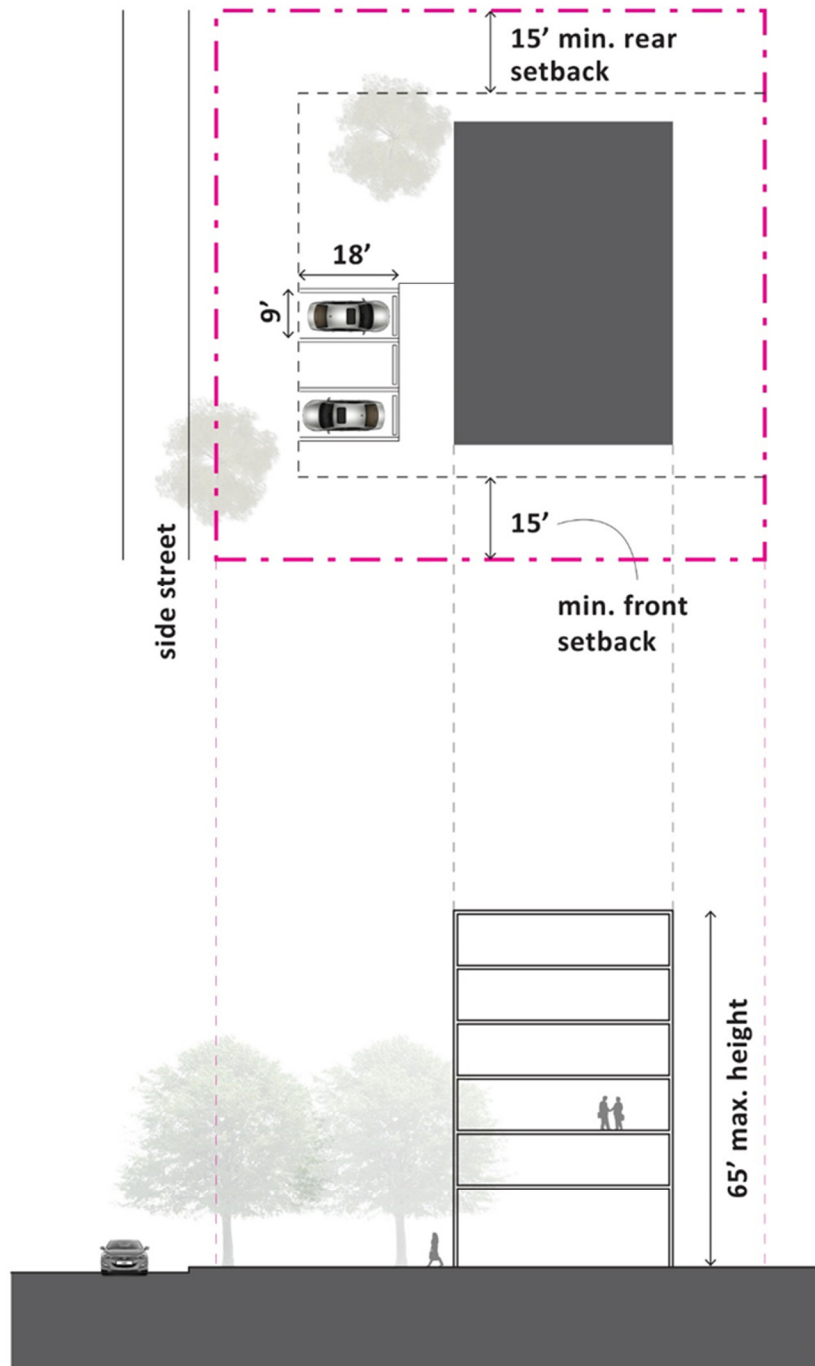 15’ min. rear
setback
18’
9’
15’
min. front
setback
side street
65’ max. height